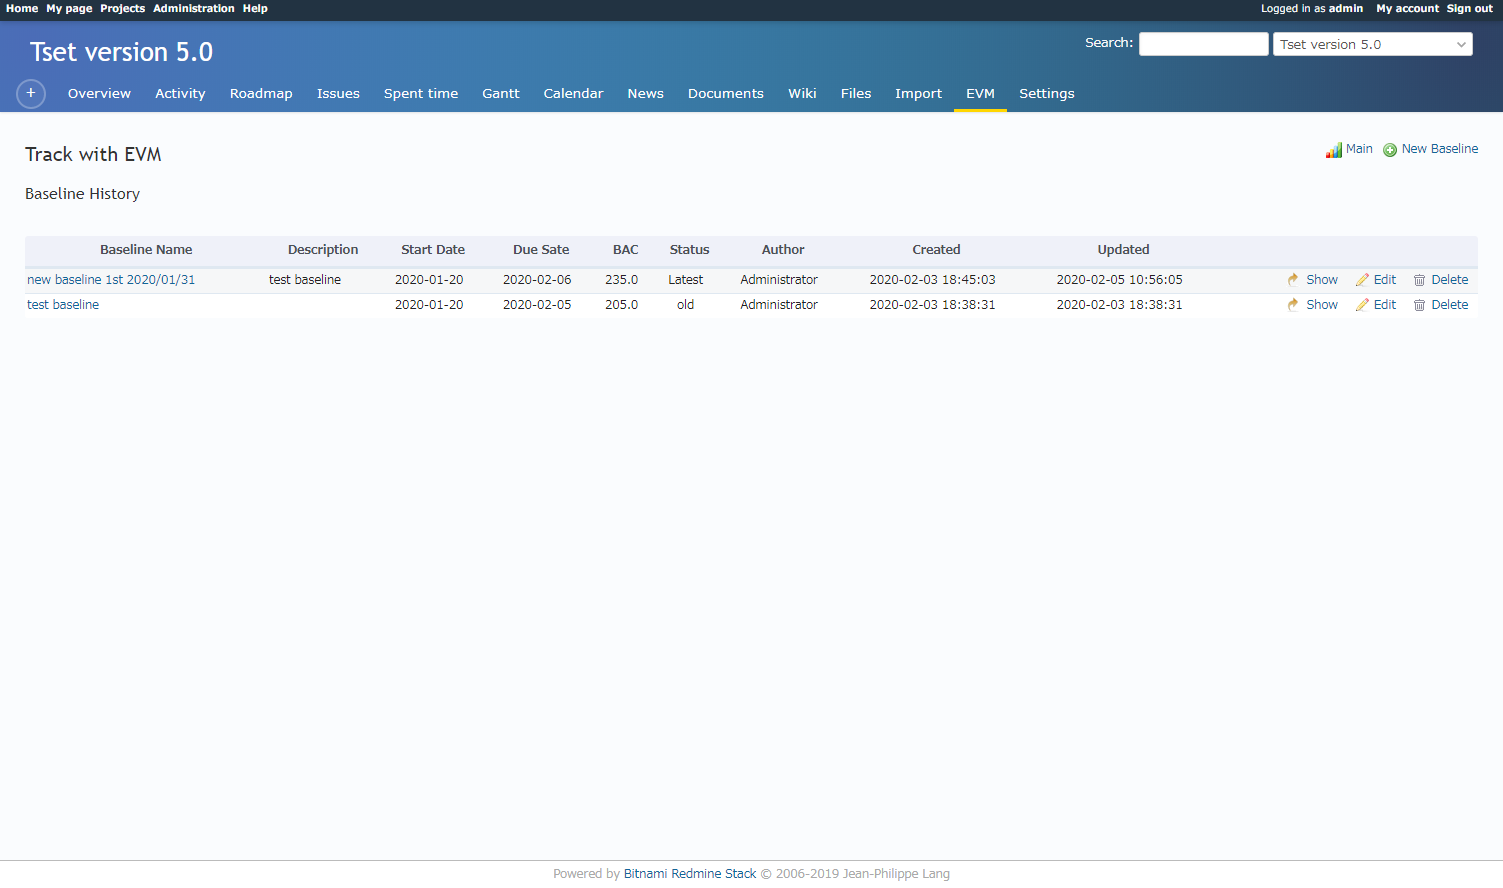 Home My page Projects Administration Help Logged in as admin My account Sign out
Tset version 5.0 Search: Tset version 5.0
+ Overview Activity Roadmap Issues Spent time Gantt Calendar News Documents Wiki Files Import EVM Settings
Track with EVM Main New Baseline
Baseline History
Baseline Name Description Start Date Due Sate BAC Status Author Created Updated
new baseline 1st 2020/01/31 test baseline 2020-01-20 2020-02-06 235.0 Latest Administrator 2020-02-03 18:45:03 2020-02-05 10:56:05 Show Edit Delete
test baseline 2020-01-20 2020-02-05 205.0 old Administrator 2020-02-03 18:38:31 2020-02-03 18:38:31 Show Edit Delete
Powered by Bitnami Redmine Stack © 2006-2019 Jean-Philippe Lang